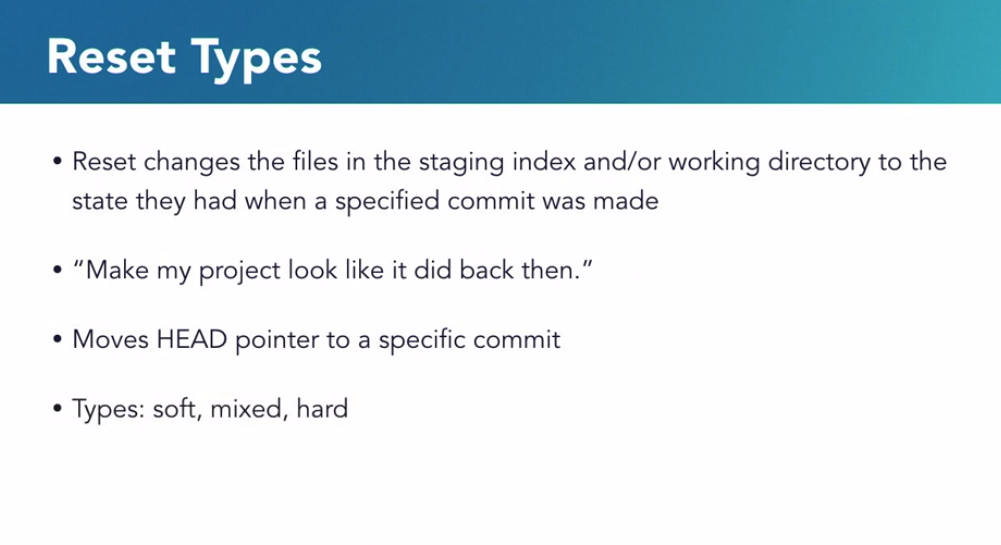 Reset Types
• Reset changes the files in the staging index and/or working directory to the
state they had when a specified commit was made
• “Make my project look like it did back then.”
• Moves HEAD pointer to a specific commit
• Types: soft, mixed, hard